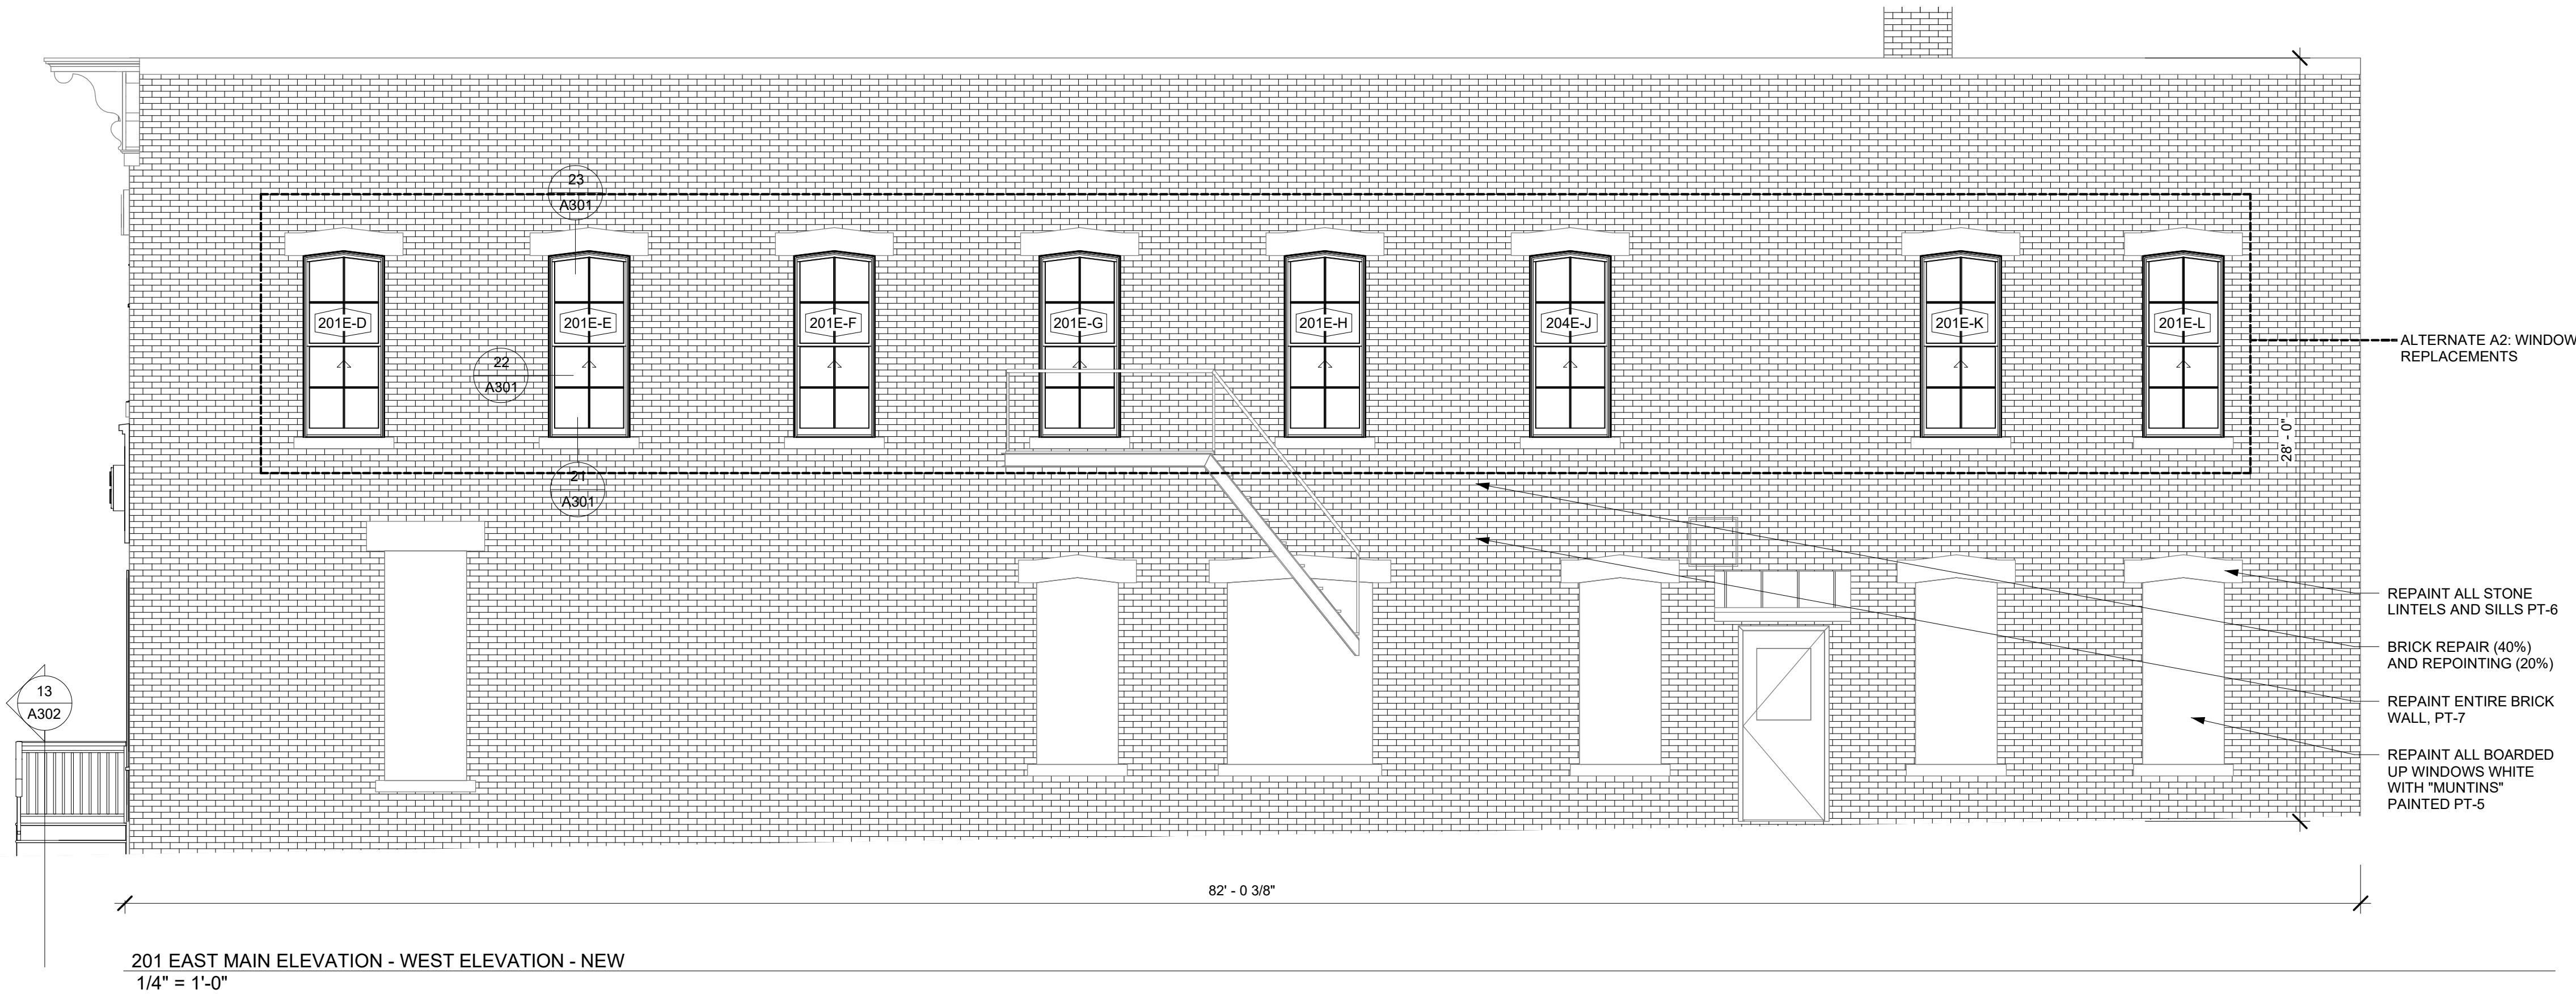 23
A301
201E-D
201E-E
201E-F
201E-G
201E-H
204E-J
201E-K
201E-L
ALTERNATE A2: WINDOW
REPLACEMENTS
22
A301
28' - 0"
21
A301
REPAINT ALL STONE
LINTELS AND SILLS PT-6
BRICK REPAIR (40%)
AND REPOINTING (20%)
13
A302
REPAINT ENTIRE BRICK
WALL, PT-7
REPAINT ALL BOARDED
UP WINDOWS WHITE
WITH "MUNTINS"
PAINTED PT-5
82' - 0 3/8"
201 EAST MAIN ELEVATION - WEST ELEVATION - NEW
1/4" = 1'-0"